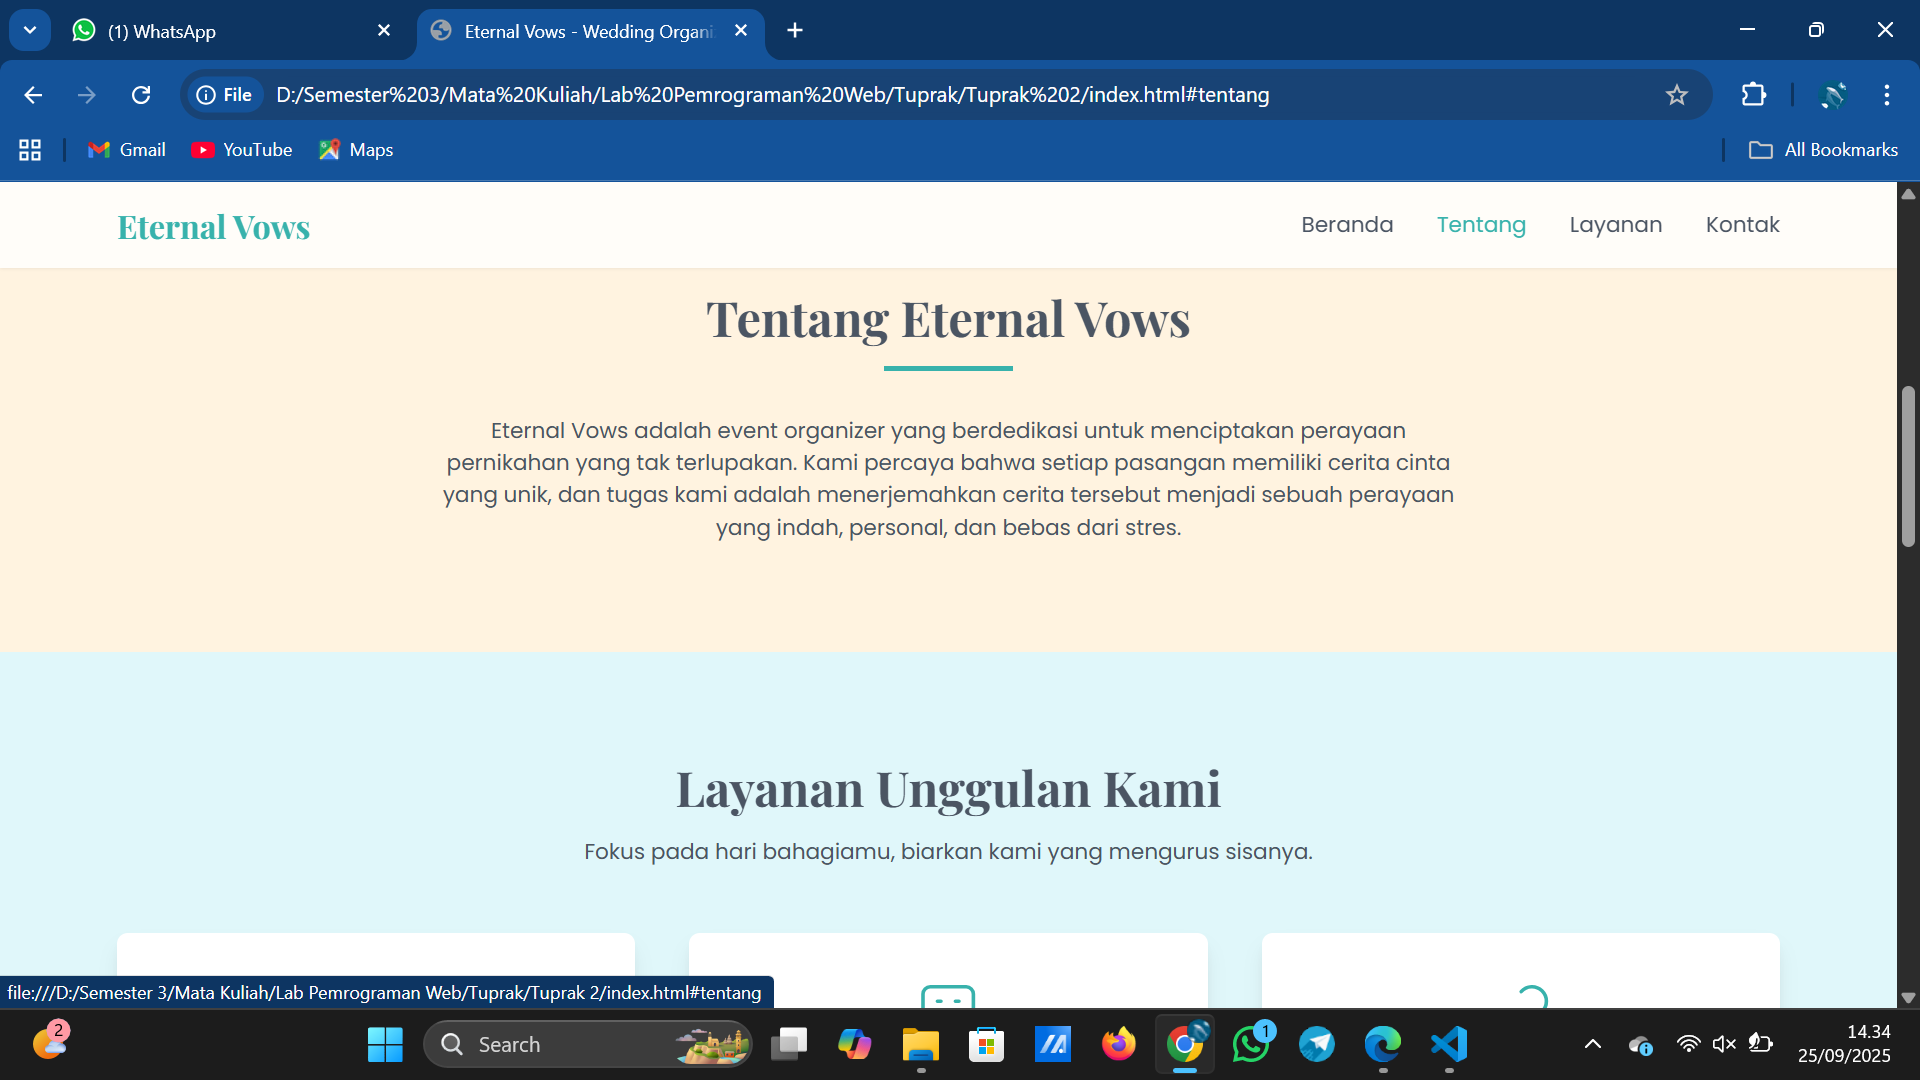 (1) WhatsApp
Eternal Vows - Wedding Organi
File
D:/Semester%203/Mata%20Kuliah/Lab%20Pemrograman%20Web/Tuprak/Tuprak%202/index.html#tentang
Gmail
YouTube
Maps
All Bookmarks
Eternal Vows
Beranda
Tentang
Layanan
Kontak
Tentang Eternal Vows
Eternal Vows adalah event organizer yang berdedikasi untuk menciptakan perayaan
pernikahan yang tak terlupakan. Kami percaya bahwa setiap pasangan memiliki cerita cinta
yang unik, dan tugas kami adalah menerjemahkan cerita tersebut menjadi sebuah perayaan
yang indah, personal, dan bebas dari stres.
Layanan Unggulan Kami
Fokus pada hari bahagiamu, biarkan kami yang mengurus sisanya.
file:///D:/Semester 3/Mata Kuliah/Lab Pemrograman Web/Tuprak/Tuprak 2/index.html#tentang
2
Search
1
14.34
25/09/2025